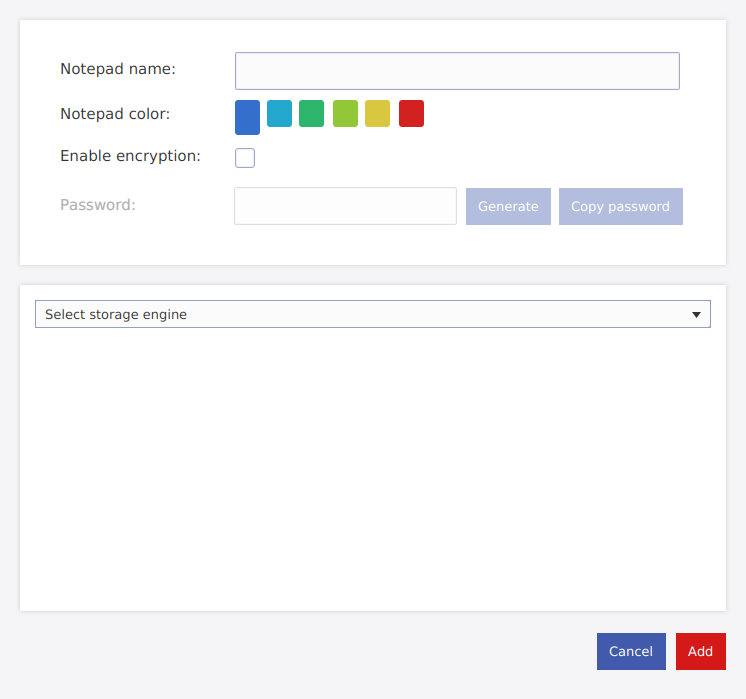 Notepad name:
Notepad color:
Enable encryption:
Password:
Generate
Copy password
Select storage engine
Cancel
Add